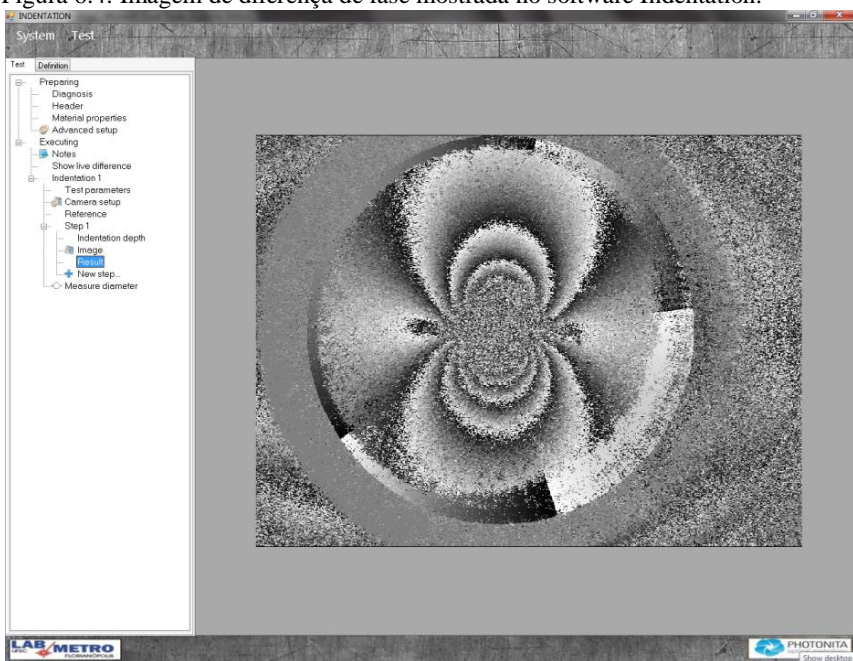 Figura 6.4: Imagem de diferença de fase mostrada no software Indentation.
INDENTATION
System Test
Test Definition
Preparing
Diagnosis
Header
Material properties
Advanced setup
Executing
Notes
Show live difference
Indentation 1
Test parameters
Camera setup
Reference
Step 1
Indentation depth
Image
Result
New step...
Measure diameter
LAB METRO
UFSC FLORIANÓPOLIS
PHOTONITA
Show desktop